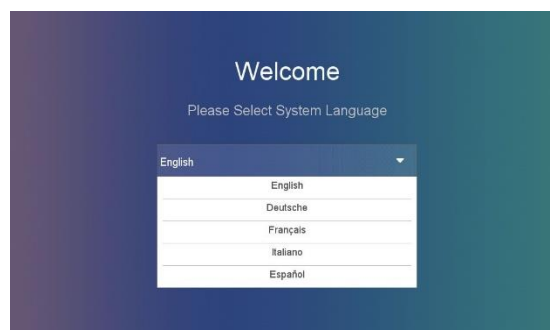 Welcome
Please Select System Language
English
English
Deutsche
Français
Italiano
Español